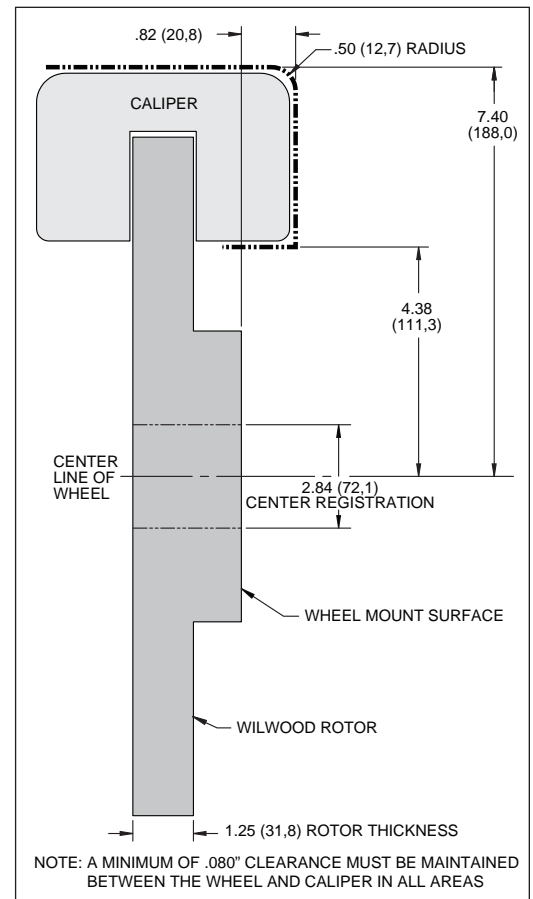 .82 (20,8)
.50 (12,7) RADIUS
CALIPER
7.40
(188,0)
4.38
(111,3)
CENTER
LINE OF
WHEEL
2.84 (72,1)
CENTER REGISTRATION
WHEEL MOUNT SURFACE
WILWOOD ROTOR
1.25 (31,8) ROTOR THICKNESS
NOTE: A MINIMUM OF .080" CLEARANCE MUST BE MAINTAINED
BETWEEN THE WHEEL AND CALIPER IN ALL AREAS